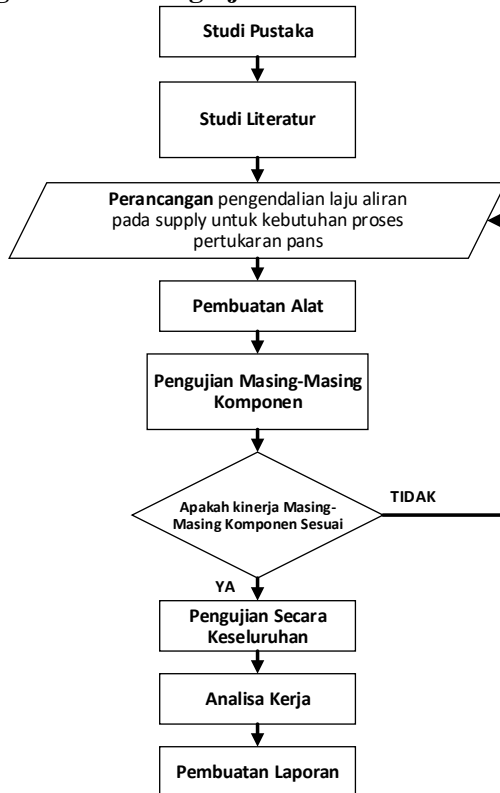 Studi Pustaka
Studi Literatur
Perancangan pengendalian laju aliran
pada supply untuk kebutuhan proses
pertukaran pans
Pembuatan Alat
Pengujian Masing-Masing
Komponen
Apakah kinerja Masing-
Masing Komponen Sesuai
TIDAK
YA
Pengujian Secara
Keseluruhan
Analisa Kerja
Pembuatan Laporan